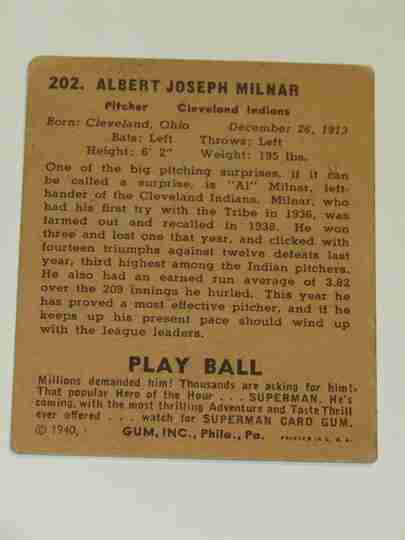 202. ALBERT JOSEPH MILNAR
Pitcher Cleveland Indians
Born: Cleveland, Ohio December 26, 1913
Bats: Left Throws: Left
Height: 6' 2" Weight: 195 lbs.
One of the big pitching surprises, if it can
be called a surprise, is "Al" Milnar, left-
hander of the Cleveland Indians. Milnar, who
had his first try with the Tribe in 1936, was
farmed out and recalled in 1938. He won
three and lost one that year, and clicked with
fourteen triumphs against twelve defeats last
year, third highest among the Indian pitchers.
He also had an earned run average of 3.82
over the 209 innings he hurled. This year he
has proved a most effective pitcher, and if he
keeps up his present pace should wind up
with the league leaders.
PLAY BALL
Millions demanded him! Thousands are asking for him!
That popular Hero of the Hour . . . SUPERMAN. He's
coming, with the most thrilling Adventure and Taste Thrill
ever offered . . . watch for SUPERMAN CARD GUM.
© 1940, GUM, INC., Phila., Pa. PRINTED IN U. S. A.